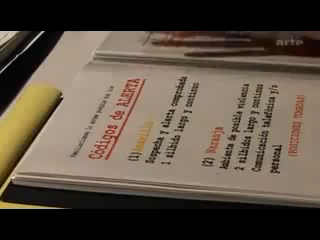 arte
Códigos de ALERTA
(1) Amarillo
Sospecha y alerta comprobada
1 silbido largo y continuo
(2) Naranja
Ambiente de posible violencia
2 silbidos largo y continuo
Comunicación telefónica y/o
personal
(POSICIONES TOMADAS)